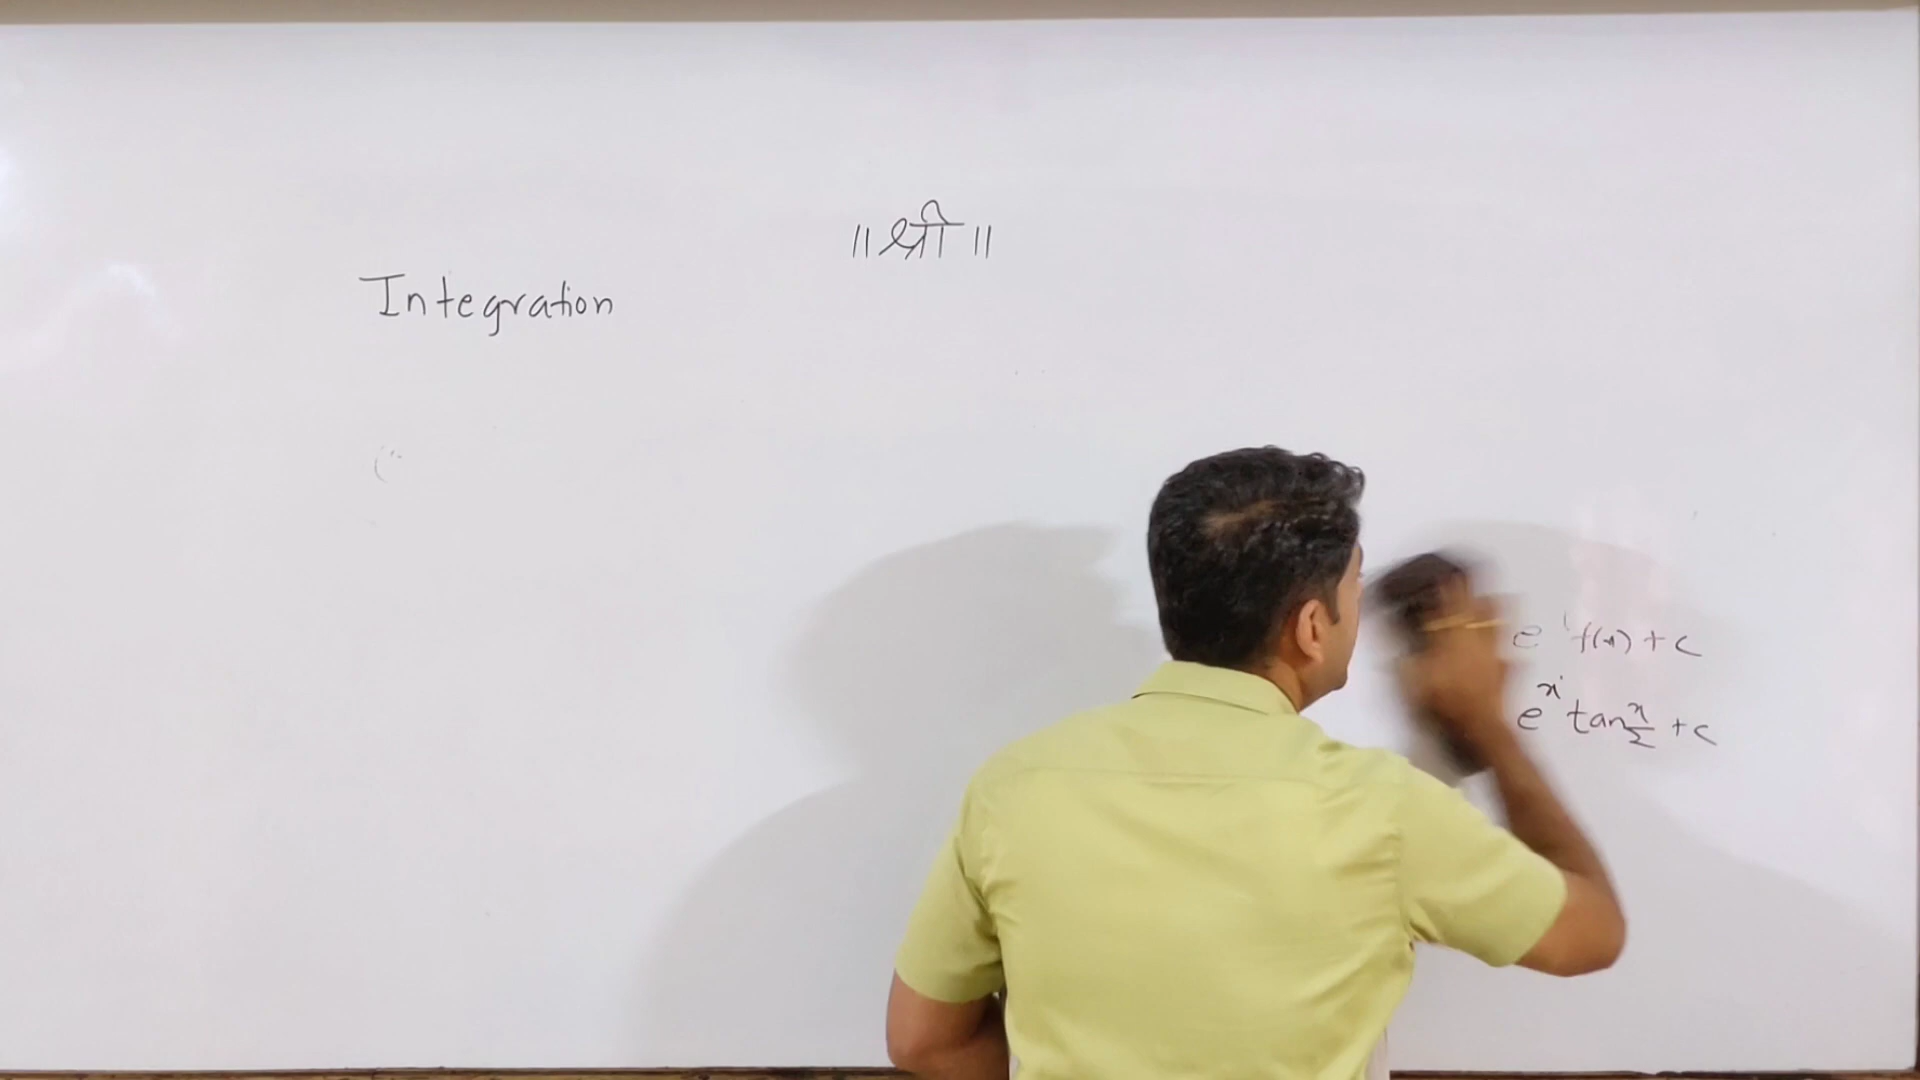 ॥ श्री ॥
Integration
e f(x) + c
e^x tan x/2 + c